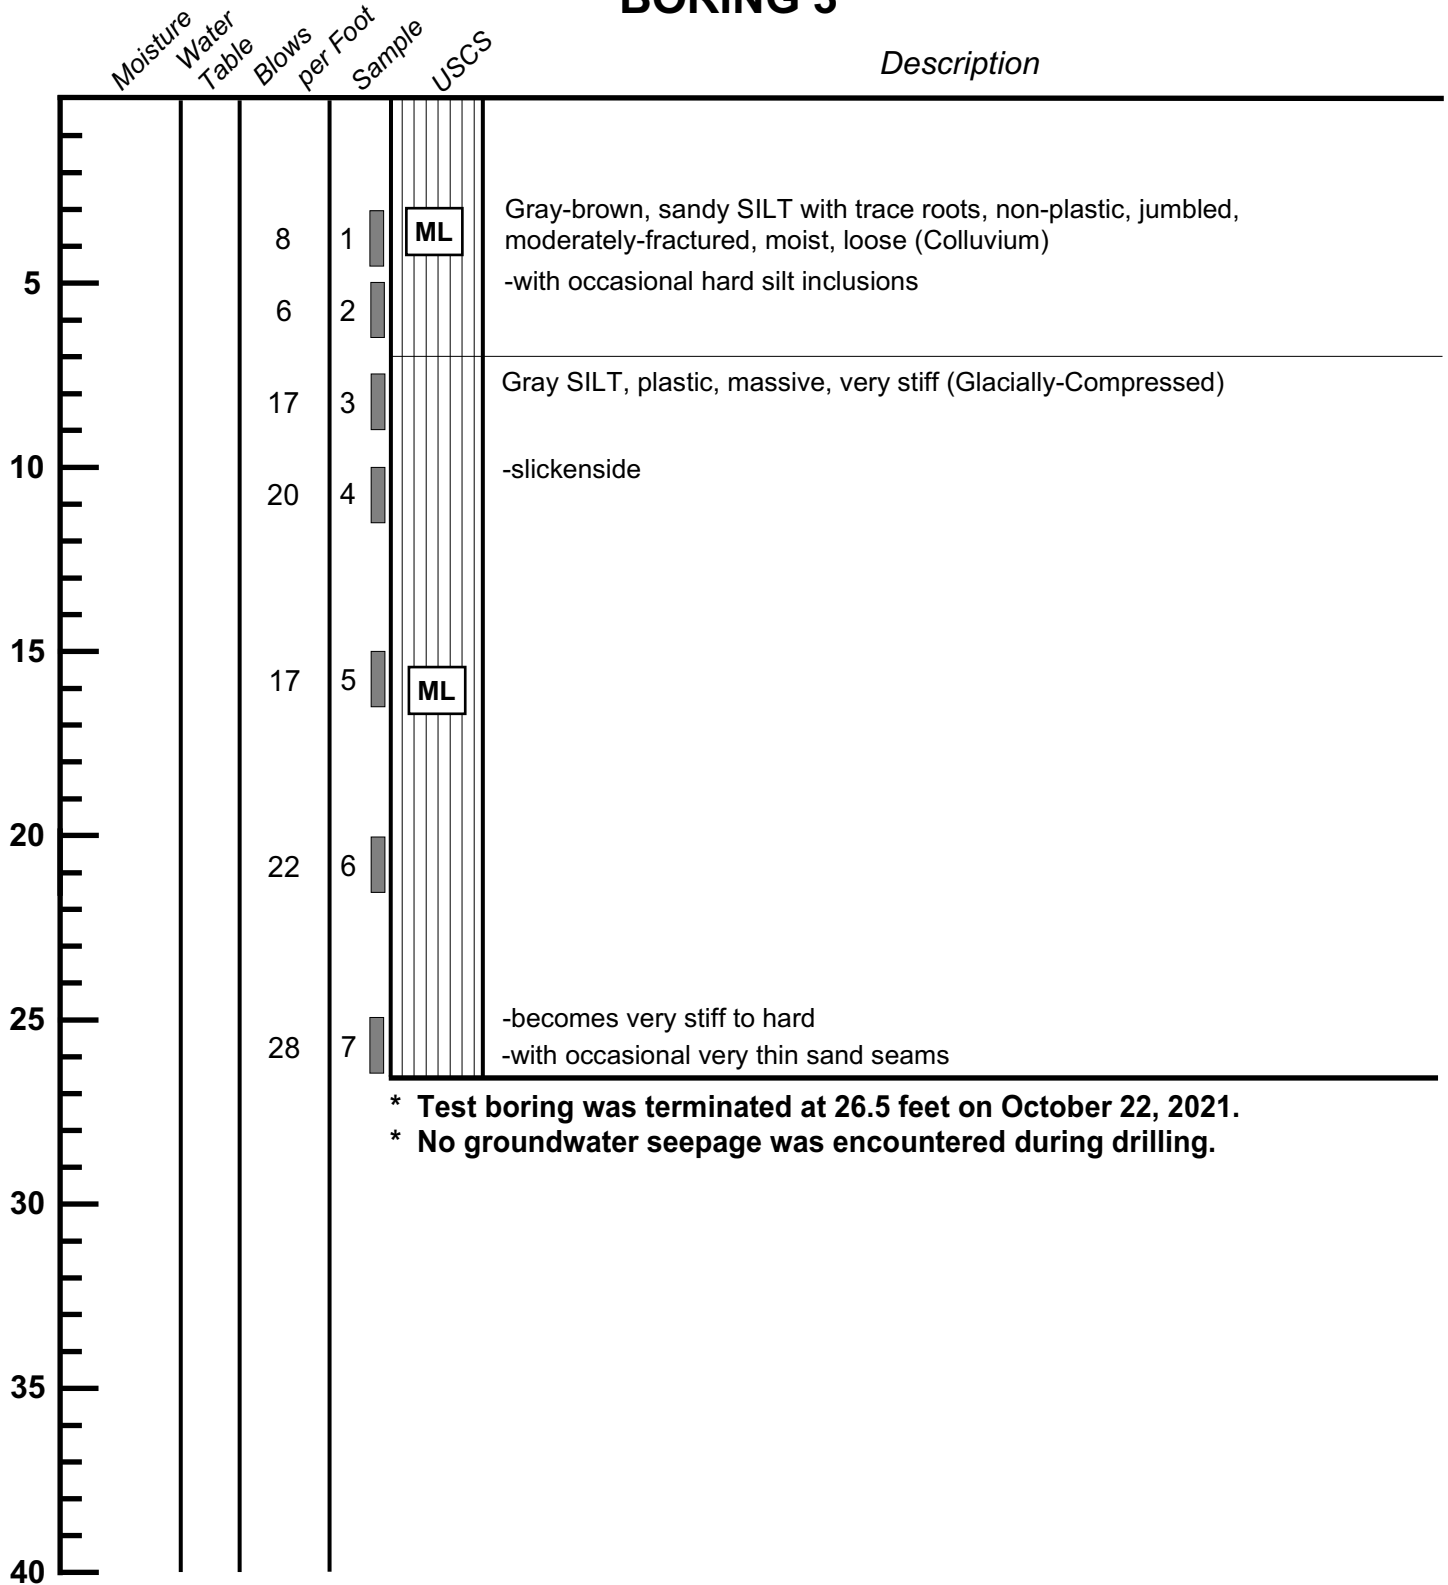 BORING 3
Moisture
Water
Table
Blows
per Foot
Sample
USCS
Description
8 1 ML
Gray-brown, sandy SILT with trace roots, non-plastic, jumbled,
moderately-fractured, moist, loose (Colluvium)
5
-with occasional hard silt inclusions
6 2
17 3
Gray SILT, plastic, massive, very stiff (Glacially-Compressed)
10
-slickenside
20 4
15
17 5 ML
20
22 6
25
-becomes very stiff to hard
28 7
-with occasional very thin sand seams
* Test boring was terminated at 26.5 feet on October 22, 2021.
* No groundwater seepage was encountered during drilling.
30
35
40